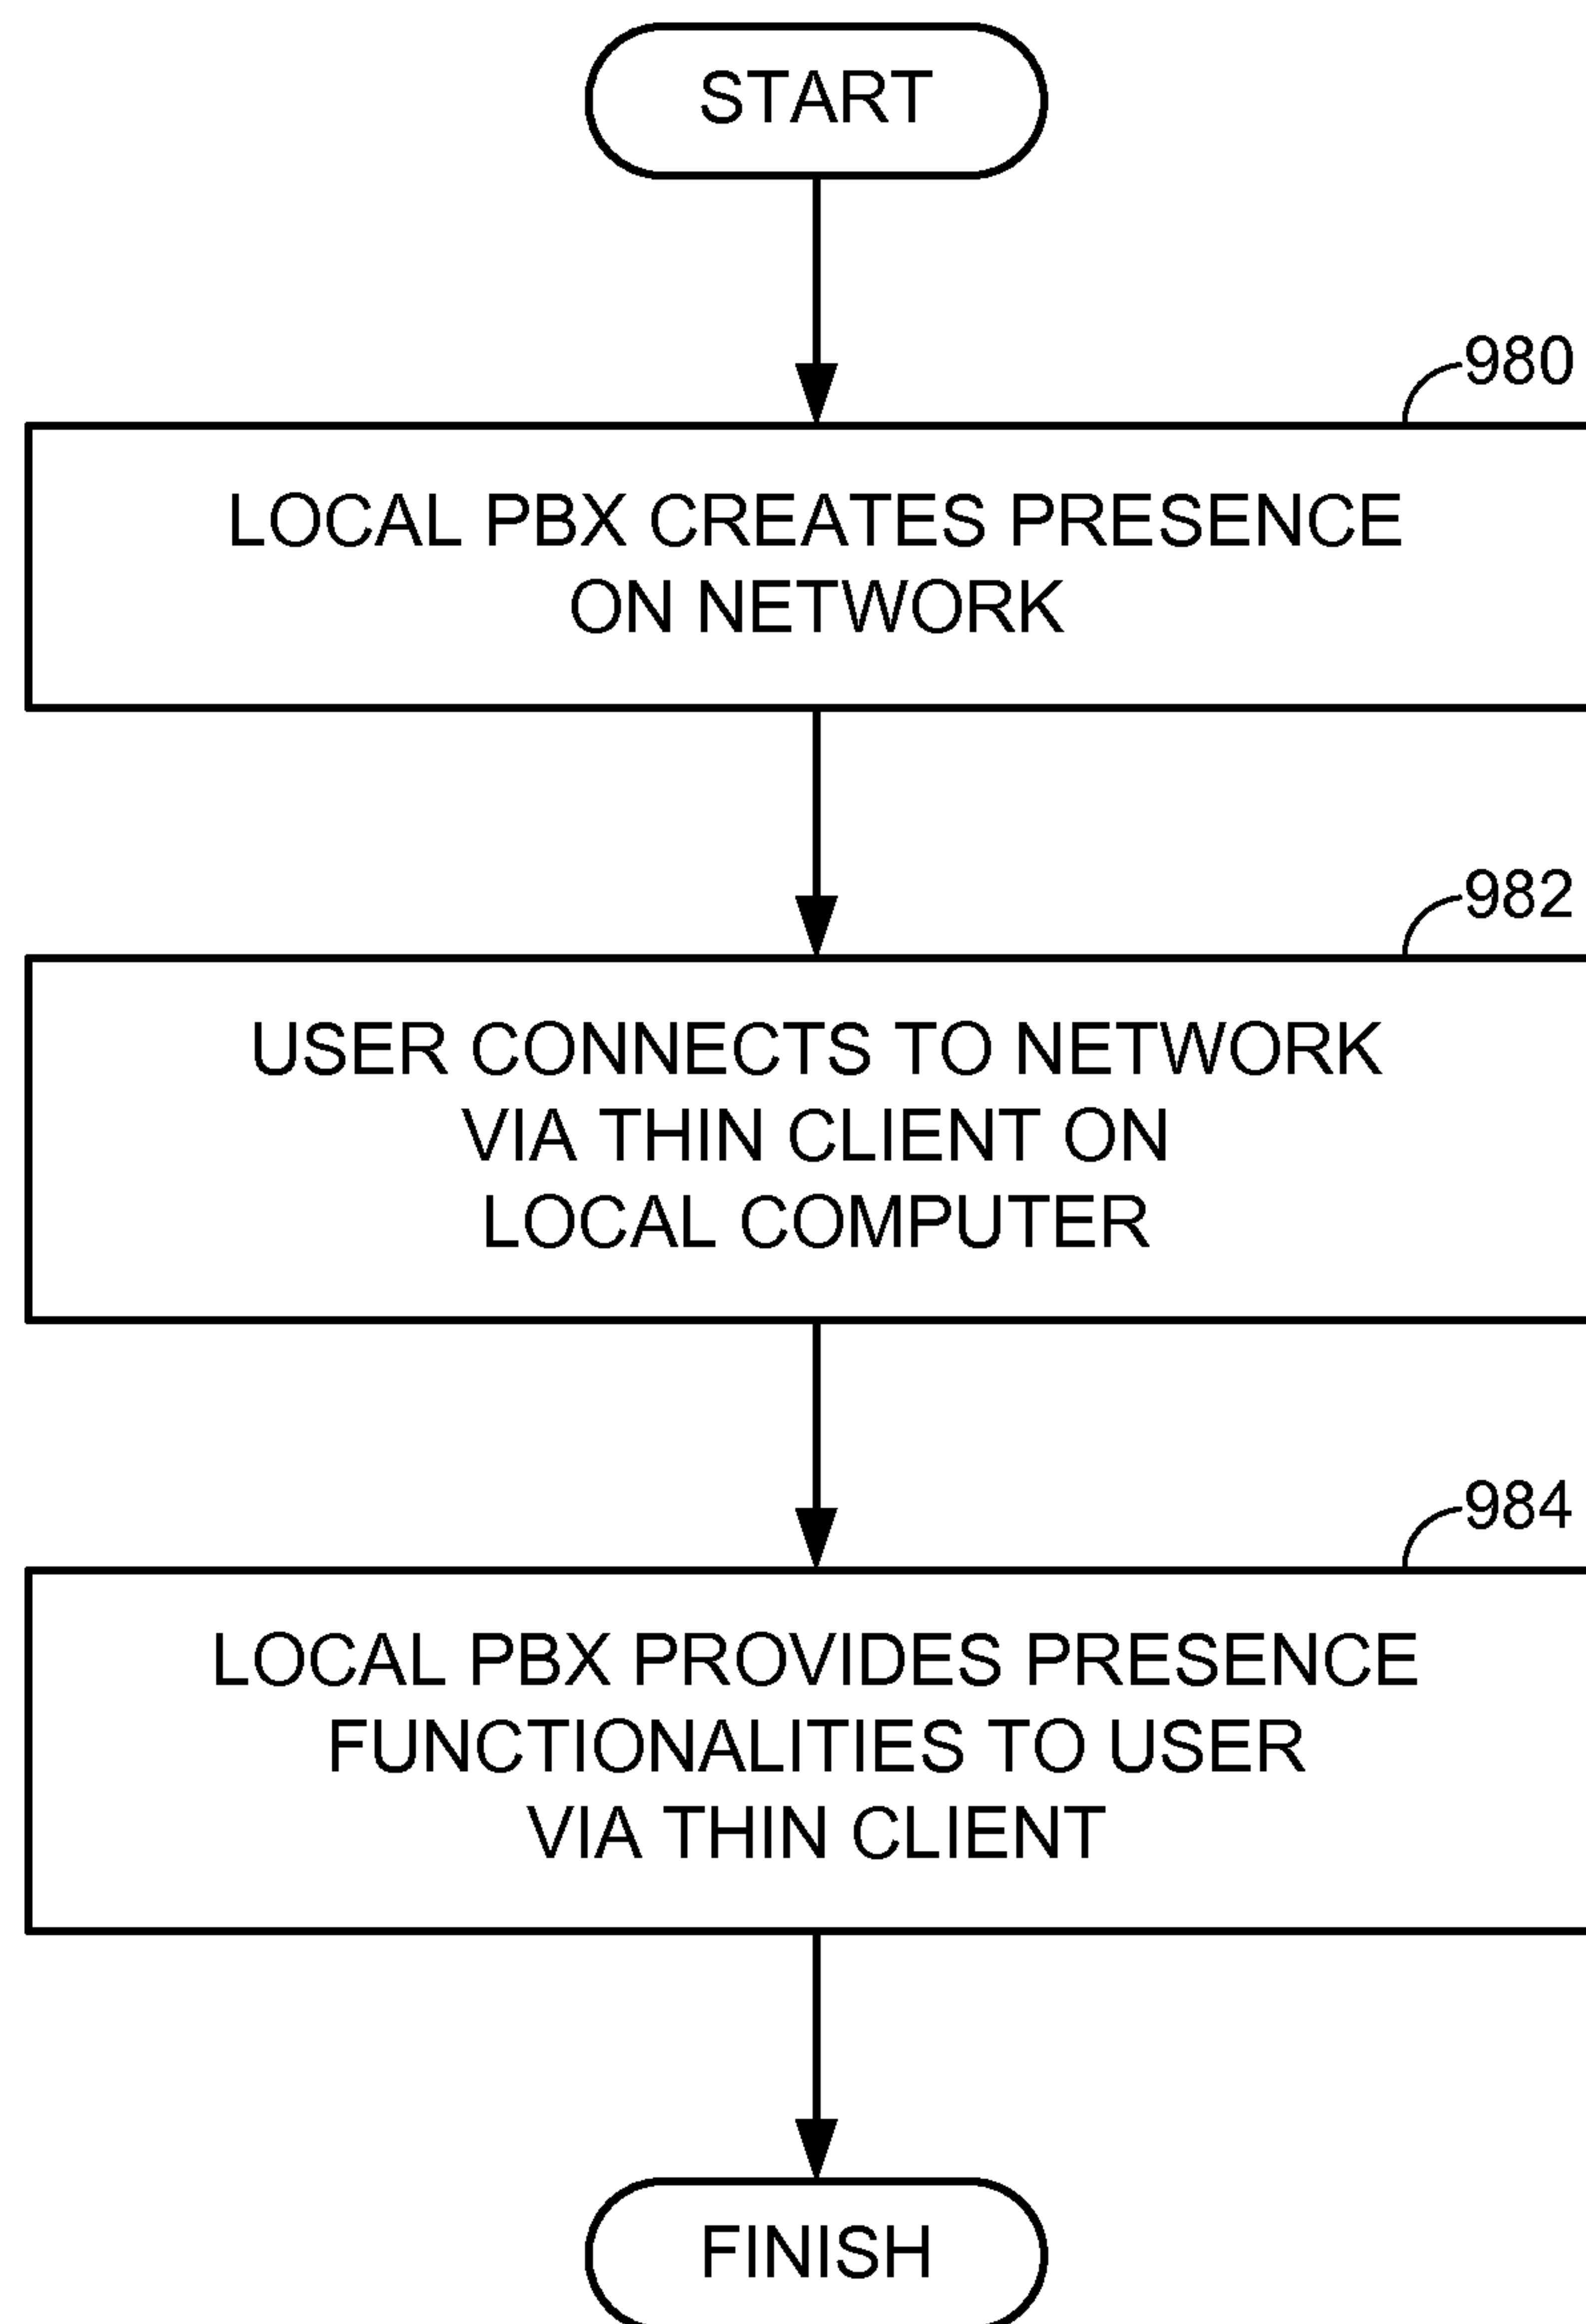 START
980
LOCAL PBX CREATES PRESENCE
ON NETWORK
982
USER CONNECTS TO NETWORK
VIA THIN CLIENT ON
LOCAL COMPUTER
984
LOCAL PBX PROVIDES PRESENCE
FUNCTIONALITIES TO USER
VIA THIN CLIENT
FINISH